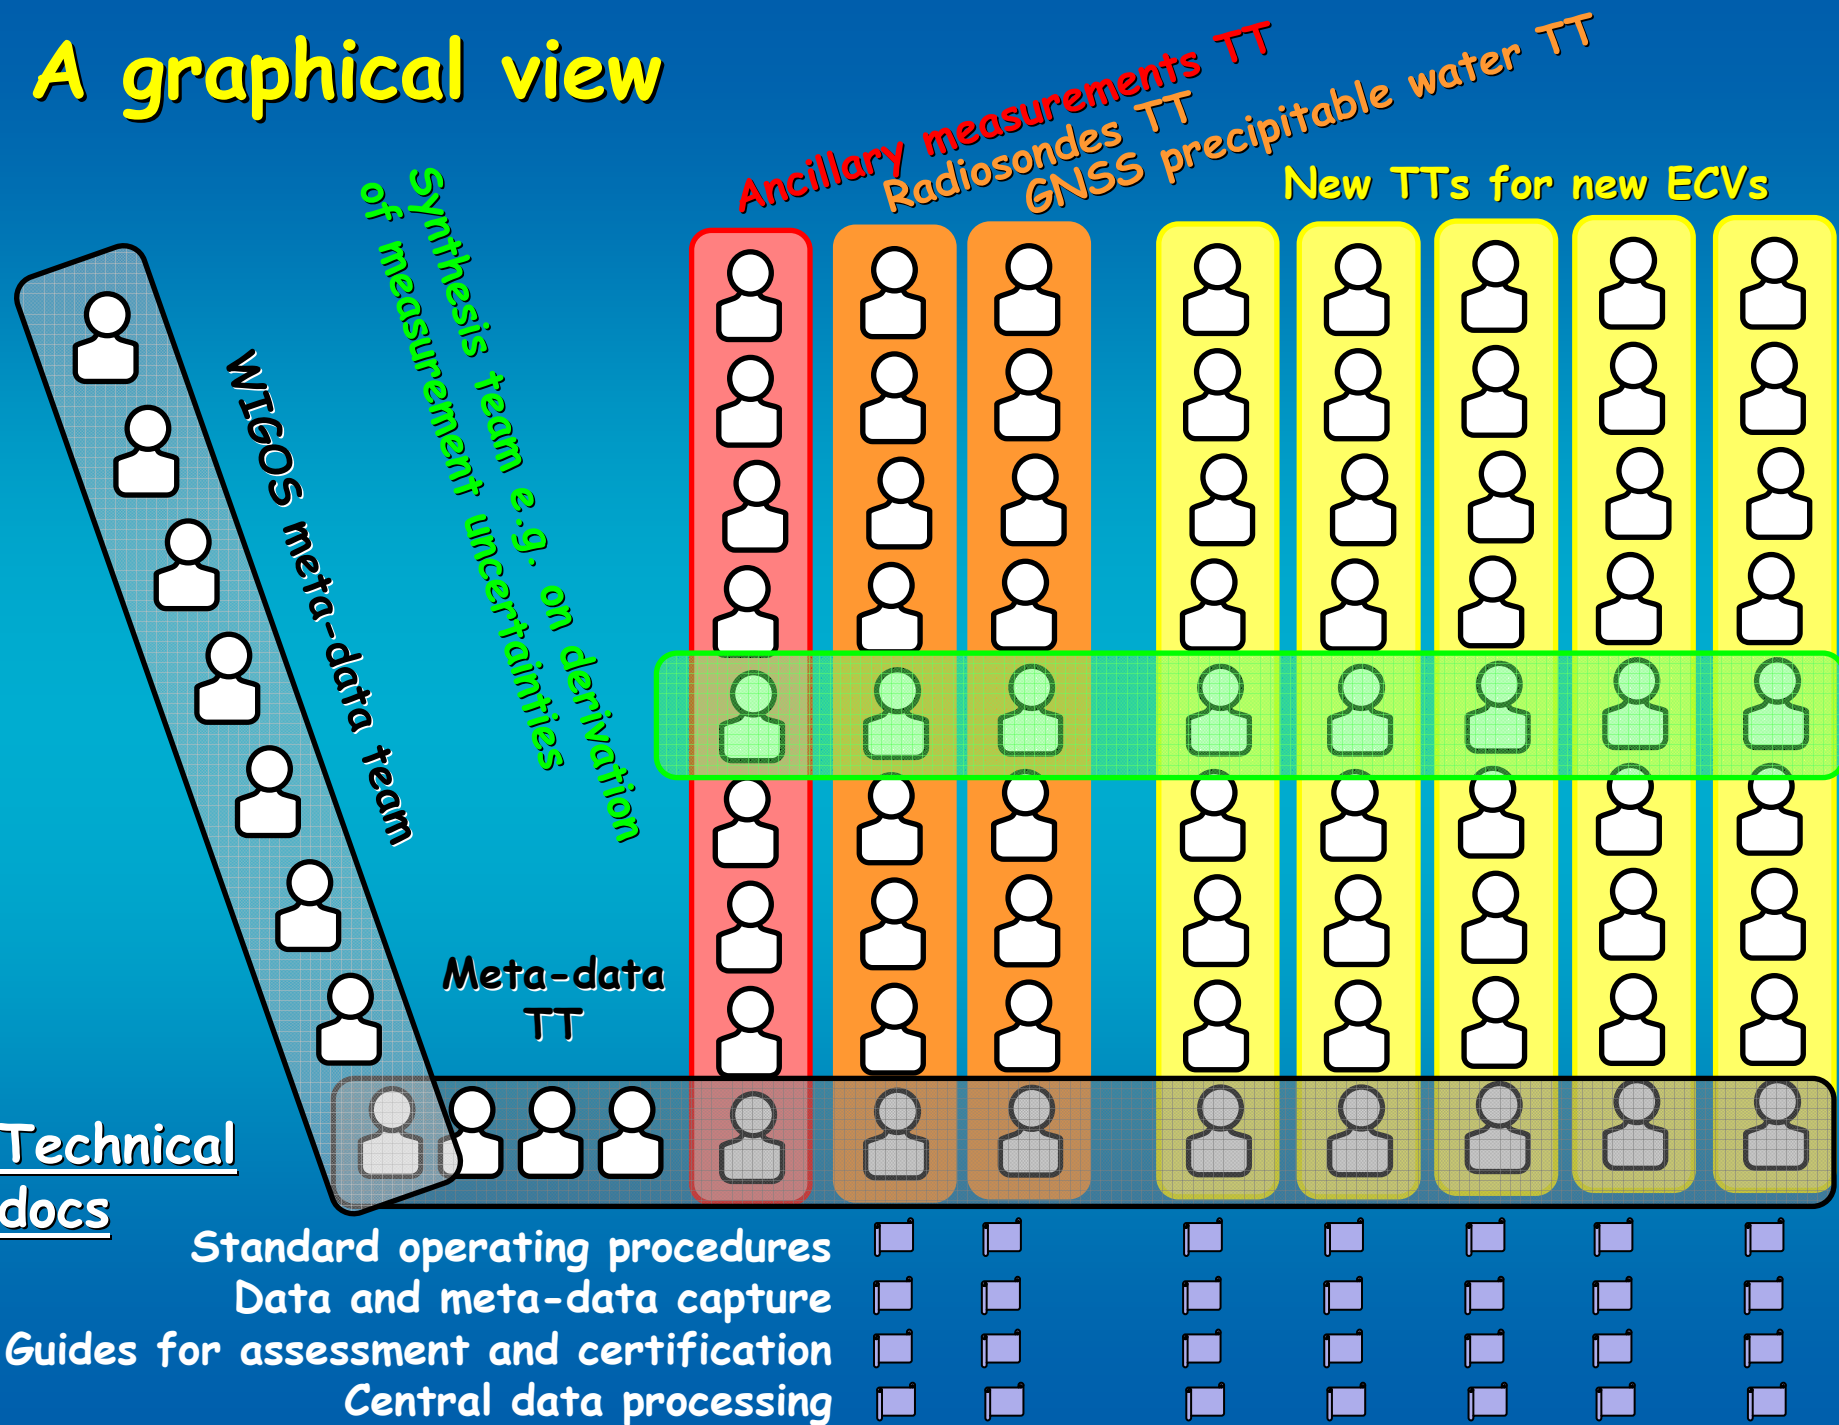 A graphical view
Ancillary measurements TT
Radiosondes TT
GNSS precipitable water TT
New TTs for new ECVs
Synthesis team e.g. on derivation
of measurement uncertainties
WIGOS meta-data team
Meta-data
TT
Technical
docs
Standard operating procedures
Data and meta-data capture
Guides for assessment and certification
Central data processing